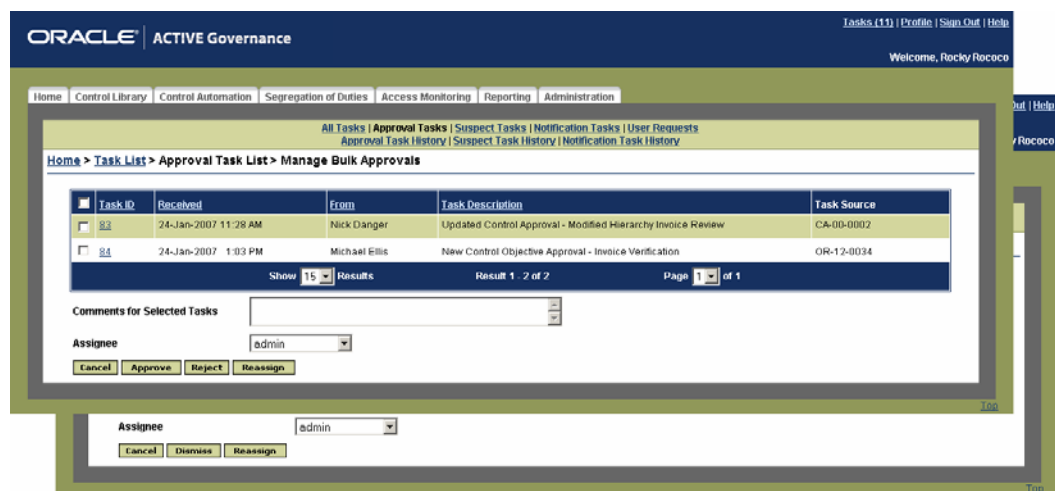 Tasks (11) | Profile | Sign Out | Help
ORACLE | ACTIVE Governance
Welcome, Rocky Rococo
Home Control Library Control Automation Segregation of Duties Access Monitoring Reporting Administration
All Tasks | Approval Tasks | Suspect Tasks | Notification Tasks | User Requests
Approval Task History | Suspect Task History | Notification Task History
Home > Task List > Approval Task List > Manage Bulk Approvals
Task ID Received From Task Description Task Source
83 24-Jan-2007 11:28 AM Nick Danger Updated Control Approval - Modified Hierarchy Invoice Review CA-00-0002
84 24-Jan-2007 1:03 PM Michael Ellis New Control Objective Approval - Invoice Verification OR-12-0034
Show 15 Results Result 1 - 2 of 2 Page 1 of 1
Comments for Selected Tasks
Assignee admin
Cancel Approve Reject Reassign
Top
Out | Help
Rococo
Assignee admin
Cancel Dismiss Reassign
Top